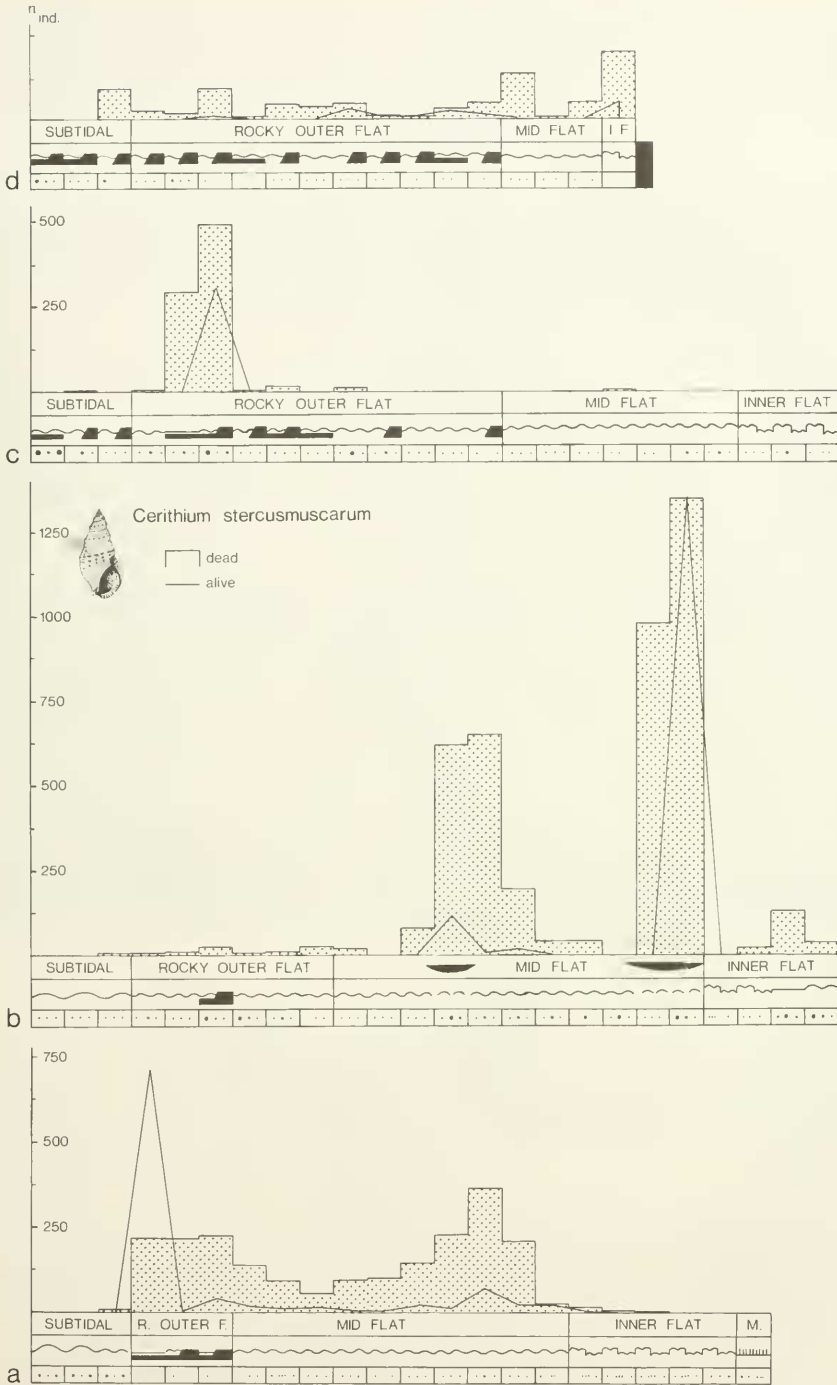 n
ind.
SUBTIDAL ROCKY OUTER FLAT MID FLAT I F
d
500
250
SUBTIDAL ROCKY OUTER FLAT MID FLAT INNER FLAT
c
Cerithium stercusmuscarum
dead
alive
1250
1000
750
500
250
SUBTIDAL ROCKY OUTER FLAT MID FLAT INNER FLAT
b
750
500
250
SUBTIDAL R. OUTER F. MID FLAT INNER FLAT M.
a